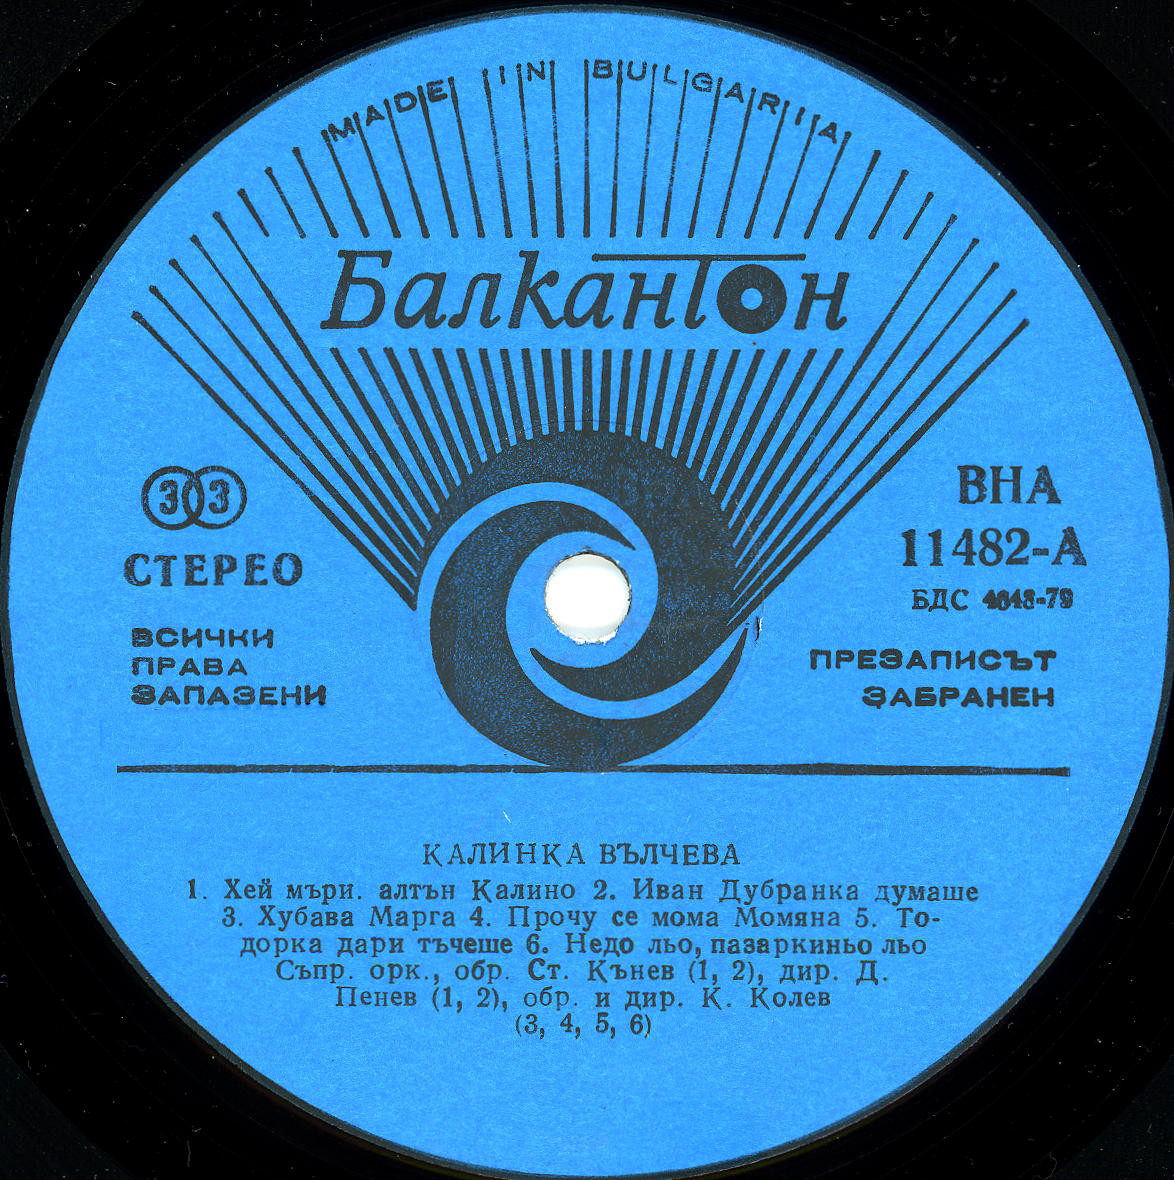 MADE IN BULGARIA
Балкантон
33
СТЕРЕО
ВСИЧКИ
ПРАВА
ЗАПАЗЕНИ
ВНА
11482-А
БДС 4048-79
ПРЕЗАПИСЪТ
ЗАБРАНЕН
КАЛИНКА ВЪЛЧЕВА
1. Хей мъри. алтън Калино 2. Иван Дубранка думаше
3. Хубава Марга 4. Прочу се мома Момяна 5. То-
дорка дари тъчеше 6. Недо льо, пазаркиньо льо
Съпр. орк., обр. Ст. Кънев (1, 2), дир. Д.
Пенев (1, 2), обр. и дир. К. Колев
(3, 4, 5, 6)